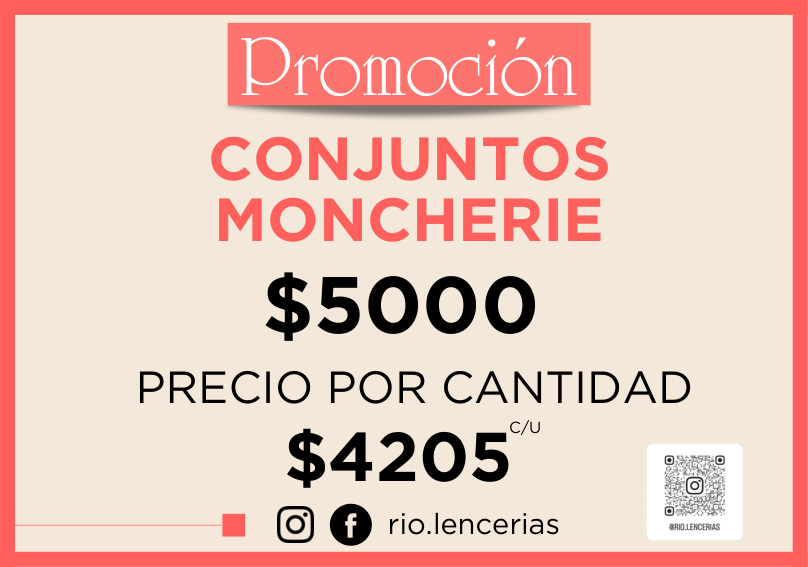 Promoción
CONJUNTOS
MONCHERIE
$5000
PRECIO POR CANTIDAD
$4205 C/U
rio.lencerias
@RIO.LENCERIAS